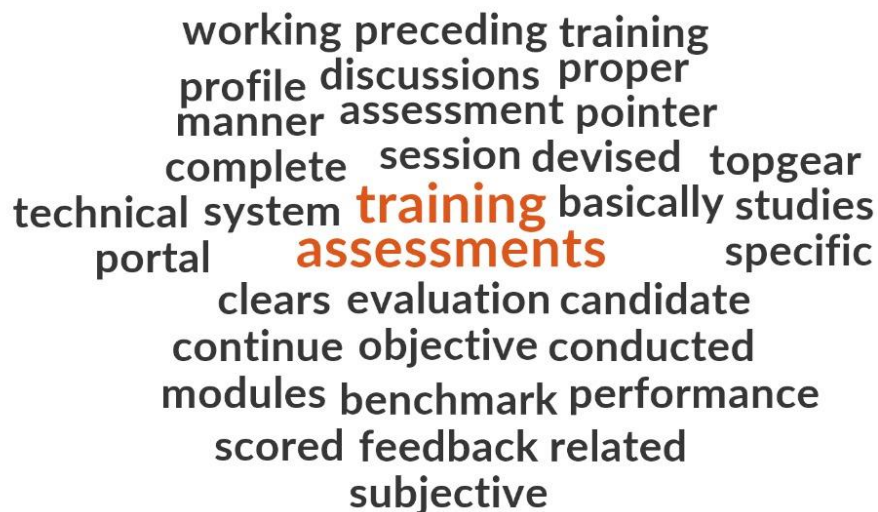 working preceding training
profile discussions proper
manner assessment pointer
complete session devised topgear
technical system training basically studies
portal assessments specific
clears evaluation candidate
continue objective conducted
modules benchmark performance
scored feedback related
subjective